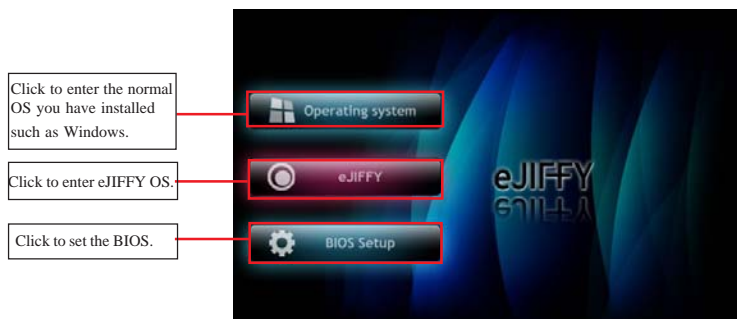 Click to enter the normal
OS you have installed
such as Windows.
Operating system
Click to enter eJIFFY OS.
eJIFFY
eJIFFY
Click to set the BIOS.
BIOS Setup